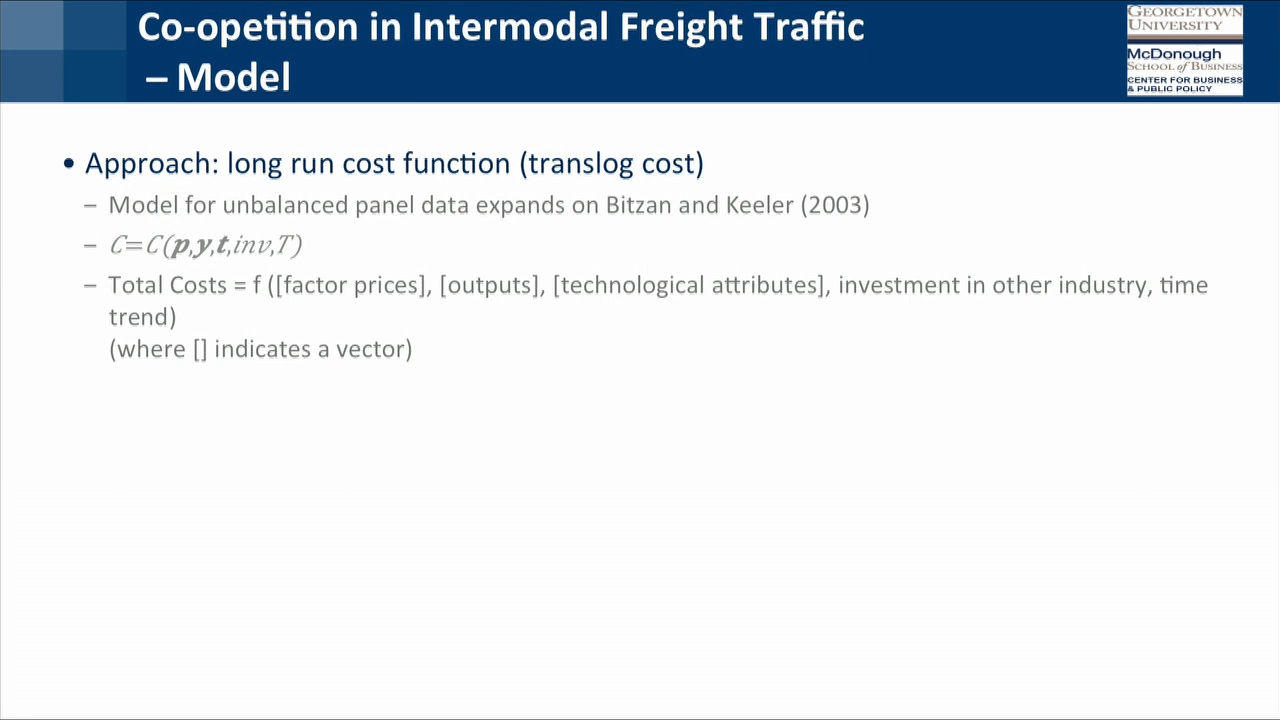 Co-opetition in Intermodal Freight Traffic
– Model
GEORGETOWN
UNIVERSITY
McDonough
SCHOOL of BUSINESS
CENTER FOR BUSINESS
& PUBLIC POLICY
• Approach: long run cost function (translog cost)
– Model for unbalanced panel data expands on Bitzan and Keeler (2003)
– C=C(p,y,t,inv,T)
– Total Costs = f ([factor prices], [outputs], [technological attributes], investment in other industry, time
trend)
(where [] indicates a vector)